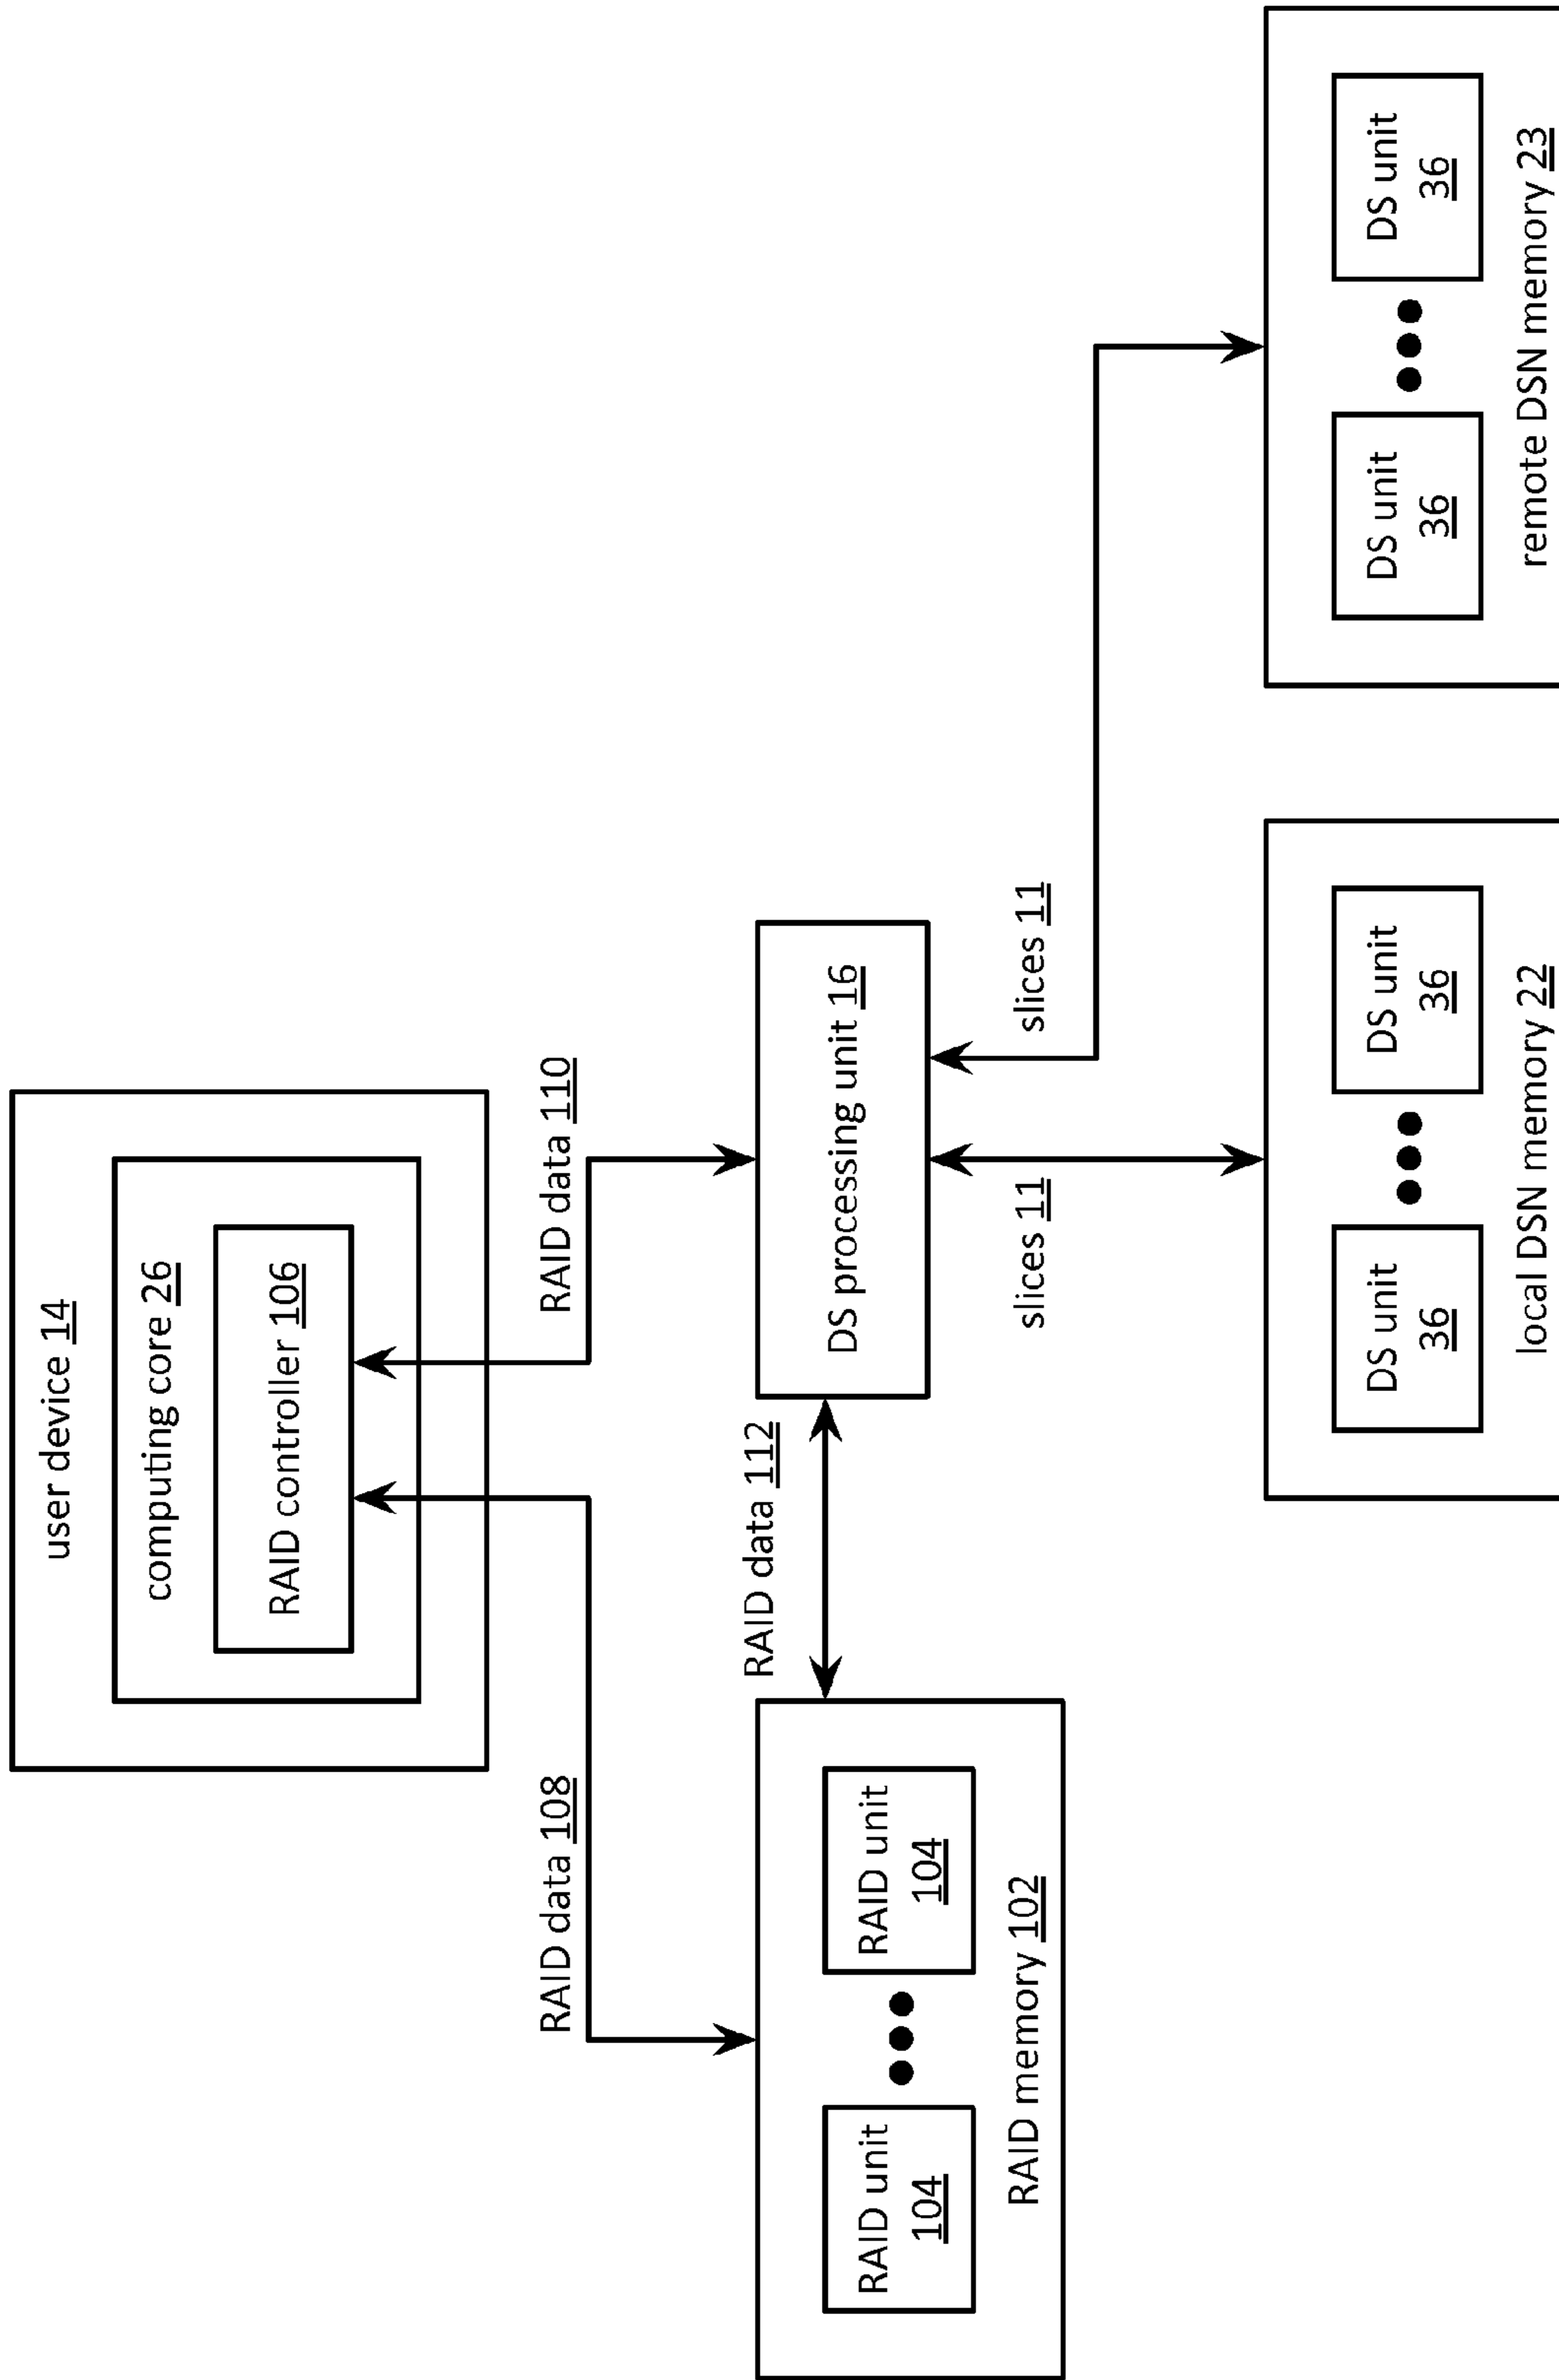 user device 14
computing core 26
RAID controller 106
RAID data 108
RAID data 110
RAID unit
104
RAID unit
104
RAID memory 102
RAID data 112
DS processing unit 16
slices 11
slices 11
DS unit
36
DS unit
36
local DSN memory 22
DS unit
36
DS unit
36
remote DSN memory 23